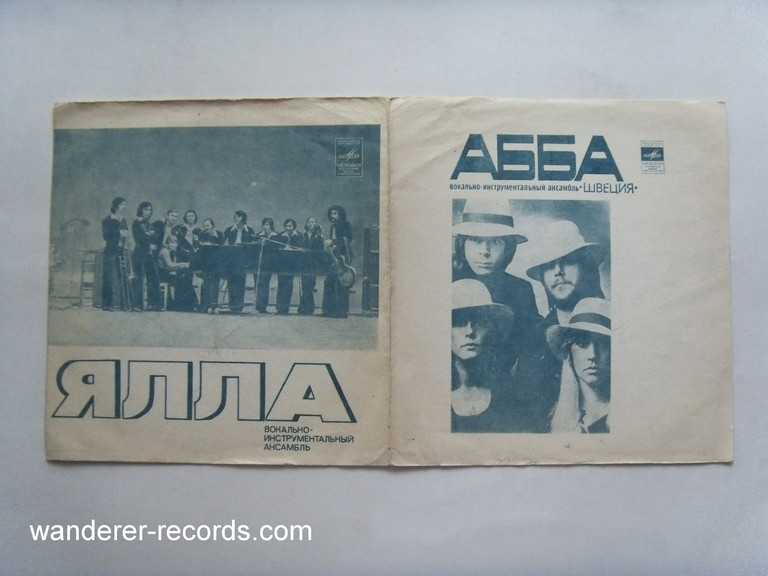 ЯЛЛА
ВОКАЛЬНО-
ИНСТРУМЕНТАЛЬНЫЙ
АНСАМБЛЬ
АББА
вокально-инструментальный ансамбль • ШВЕЦИЯ •
wanderer-records.com